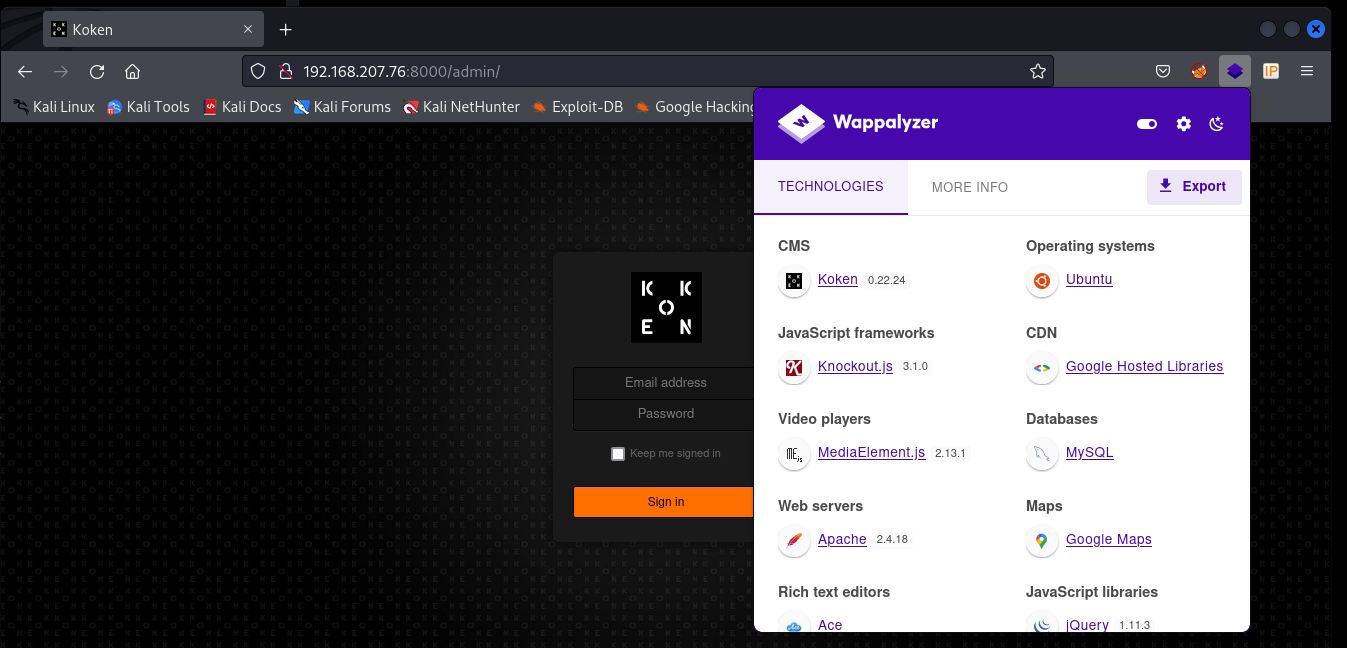 Koken
192.168.207.76:8000/admin/
Kali Linux Kali Tools Kali Docs Kali Forums Kali NetHunter Exploit-DB Google Hacking
Wappalyzer
TECHNOLOGIES MORE INFO Export
CMS Operating systems
Koken 0.22.24 Ubuntu
JavaScript frameworks CDN
Knockout.js 3.1.0 Google Hosted Libraries
Video players Databases
MediaElement.js 2.13.1 MySQL
Web servers Maps
Apache 2.4.18 Google Maps
Rich text editors JavaScript libraries
Ace jQuery 1.11.3
K K
O
E N
Email address
Password
Keep me signed in
Sign in